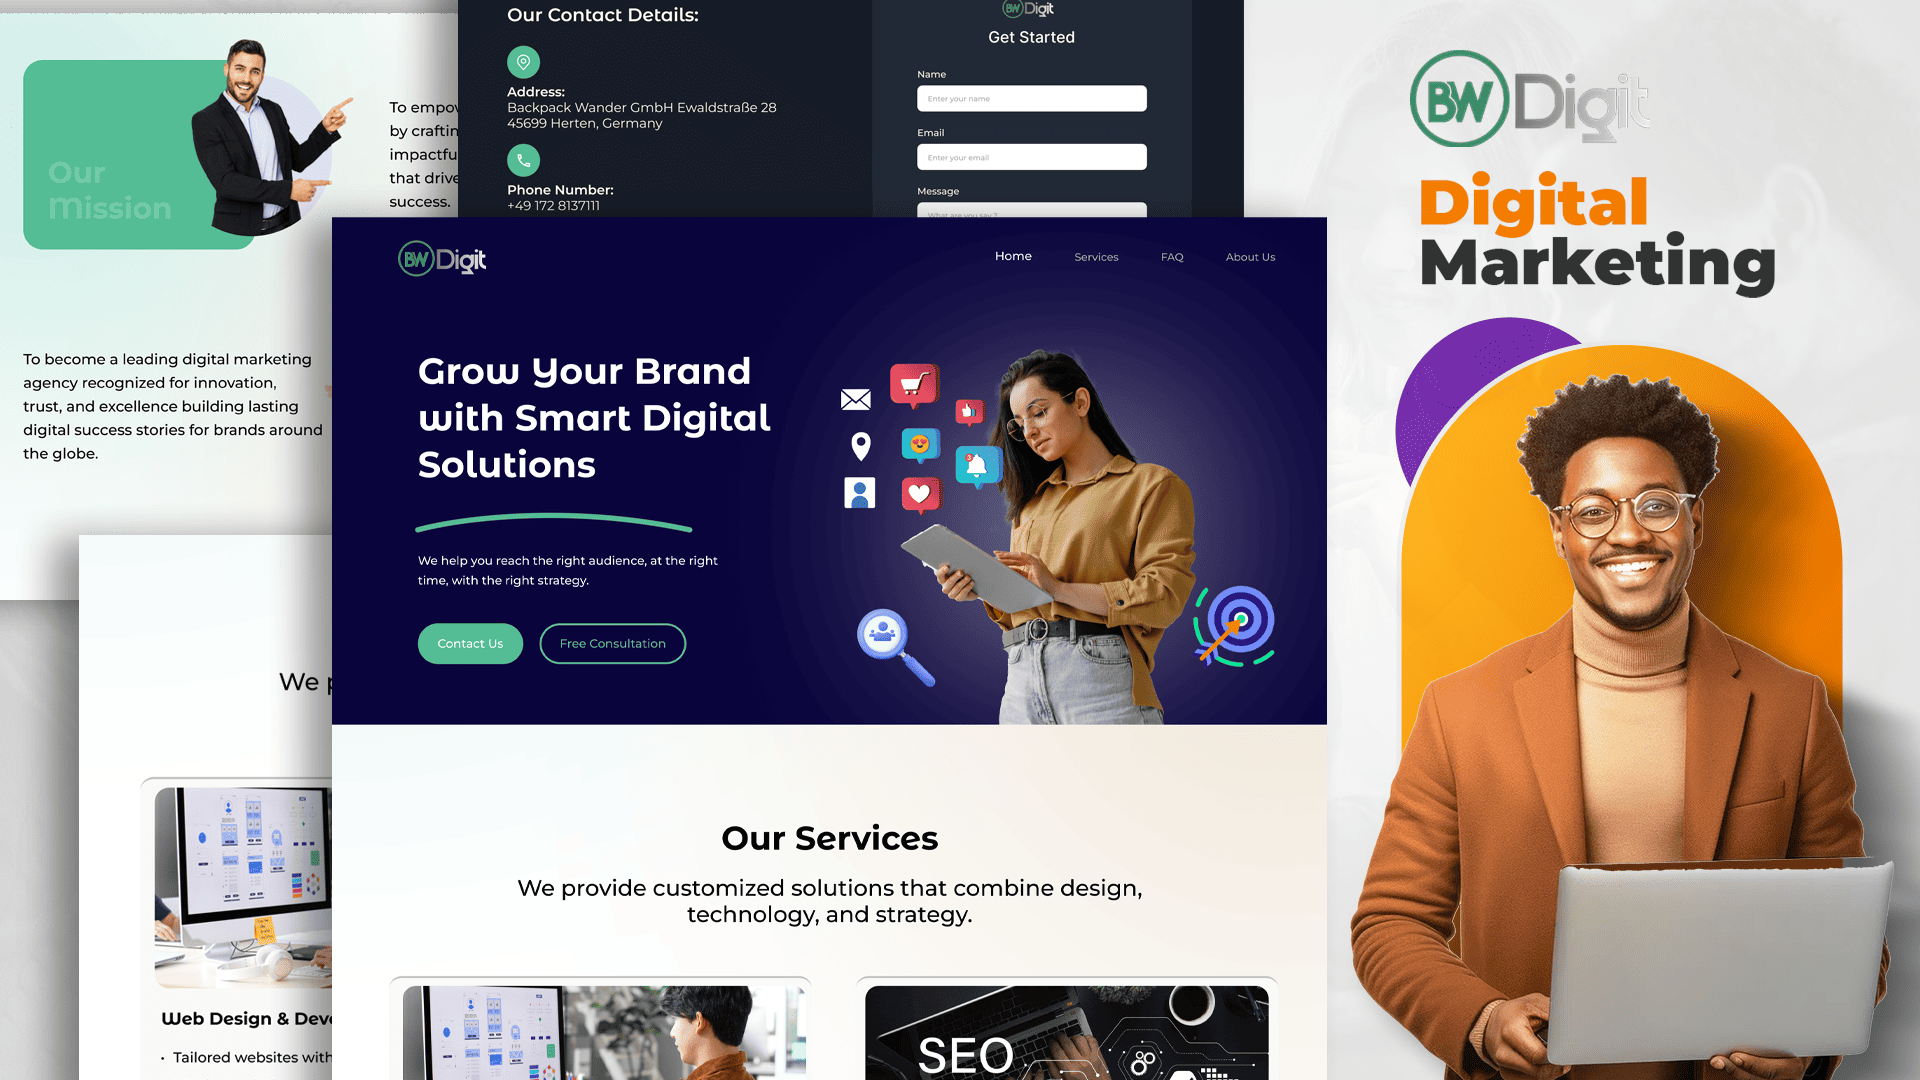 Our
Mission
To empow
by craftin
impactfu
that drive
success.
To become a leading digital marketing
agency recognized for innovation,
trust, and excellence building lasting
digital success stories for brands around
the globe.
We p
Web Design & Deve
• Tailored websites with
Our Contact Details:
Address:
Backpack Wander GmbH Ewaldstraße 28
45699 Herten, Germany
Phone Number:
+49 172 8137111
BW Digit
Get Started
Name
Enter your name
Email
Enter your email
Message
What are you say ?
BW Digit
Home Services FAQ About Us
Grow Your Brand
with Smart Digital
Solutions
3
We help you reach the right audience, at the right
time, with the right strategy.
Contact Us Free Consultation
Our Services
We provide customized solutions that combine design,
technology, and strategy.
SEO
BW Digit
Digital
Marketing